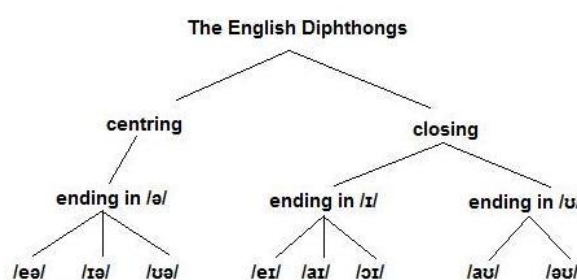 The English Diphthongs
centring
closing
ending in /ə/
ending in /ɪ/
ending in /ʊ/
/eə/ /ɪə/ /ʊə/ /eɪ/ /aɪ/ /ɔɪ/ /aʊ/ /əʊ/